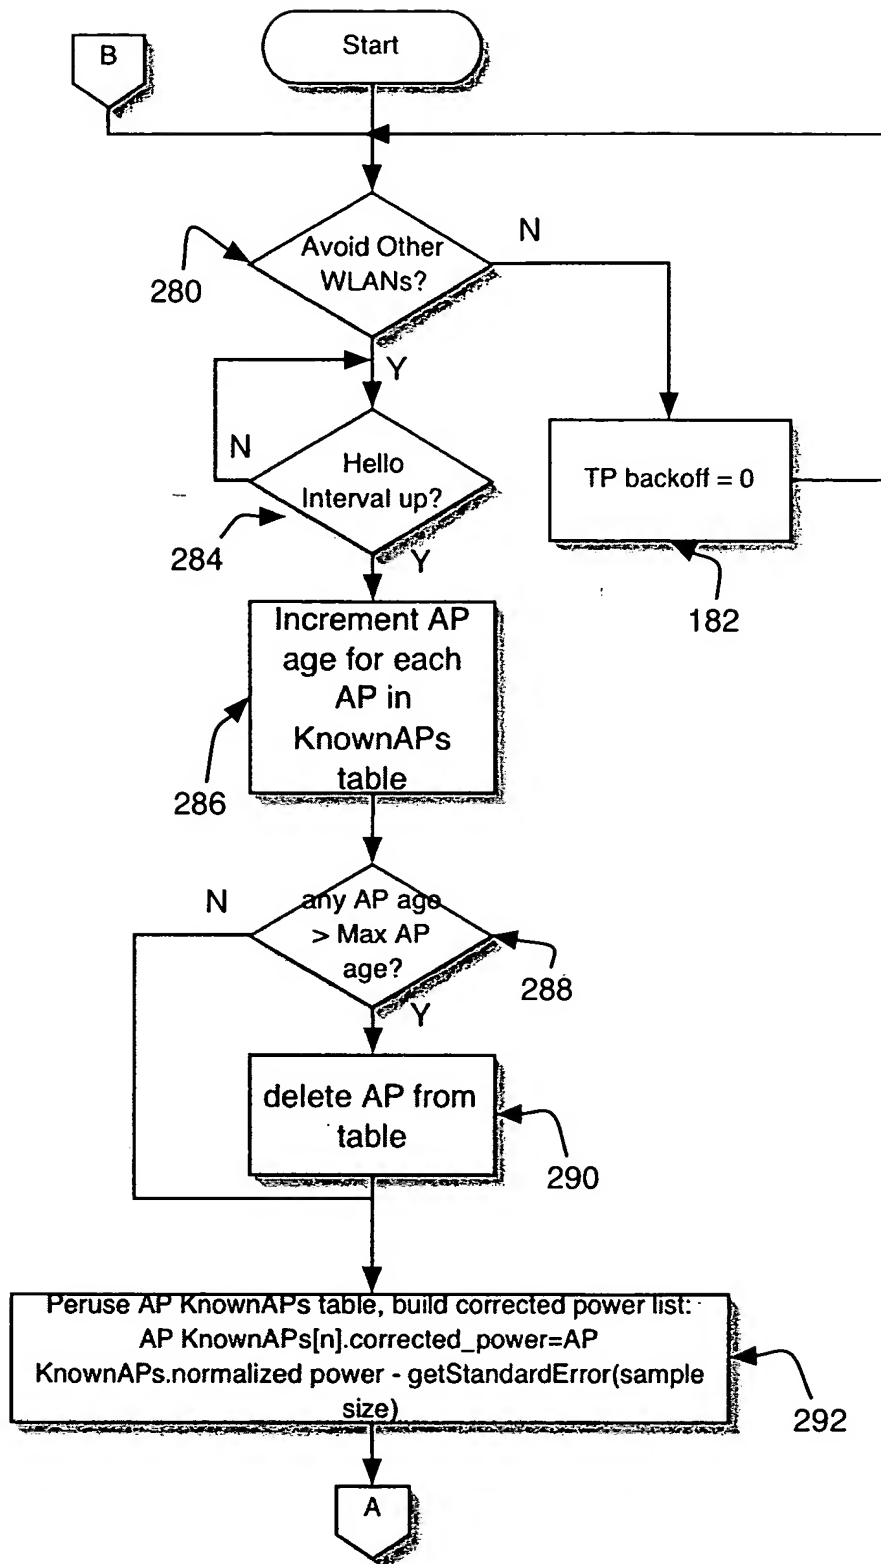 B
Start
Avoid Other
WLANs?
N
280
Y
N
Hello
Interval up?
TP backoff = 0
284
Y
182
Increment AP
age for each
AP in
KnownAPs
table
286
N
any AP age
> Max AP
age?
288
Y
delete AP from
table
290
Peruse AP KnownAPs table, build corrected power list:
AP KnownAPs[n].corrected_power=AP
KnownAPs.normalized power - getStandardError(sample
size)
292
A